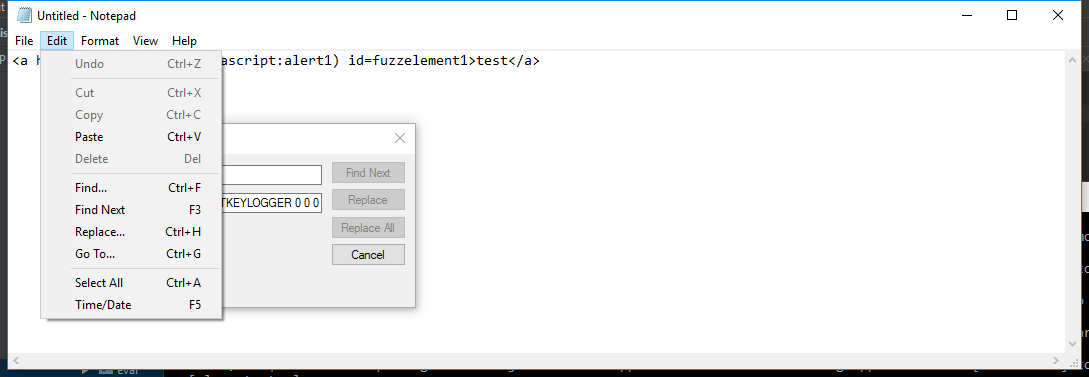 Untitled - Notepad
File Edit Format View Help
<a h ascript:alert1) id=fuzzelement1>test</a>
Undo Ctrl+Z
Cut Ctrl+X
Copy Ctrl+C
Paste Ctrl+V
Delete Del
Find... Ctrl+F
Find Next F3
Replace... Ctrl+H
Go To... Ctrl+G
Select All Ctrl+A
Time/Date F5
Find Next
TKEYLOGGER 0 0 0
Replace
Replace All
Cancel
eval